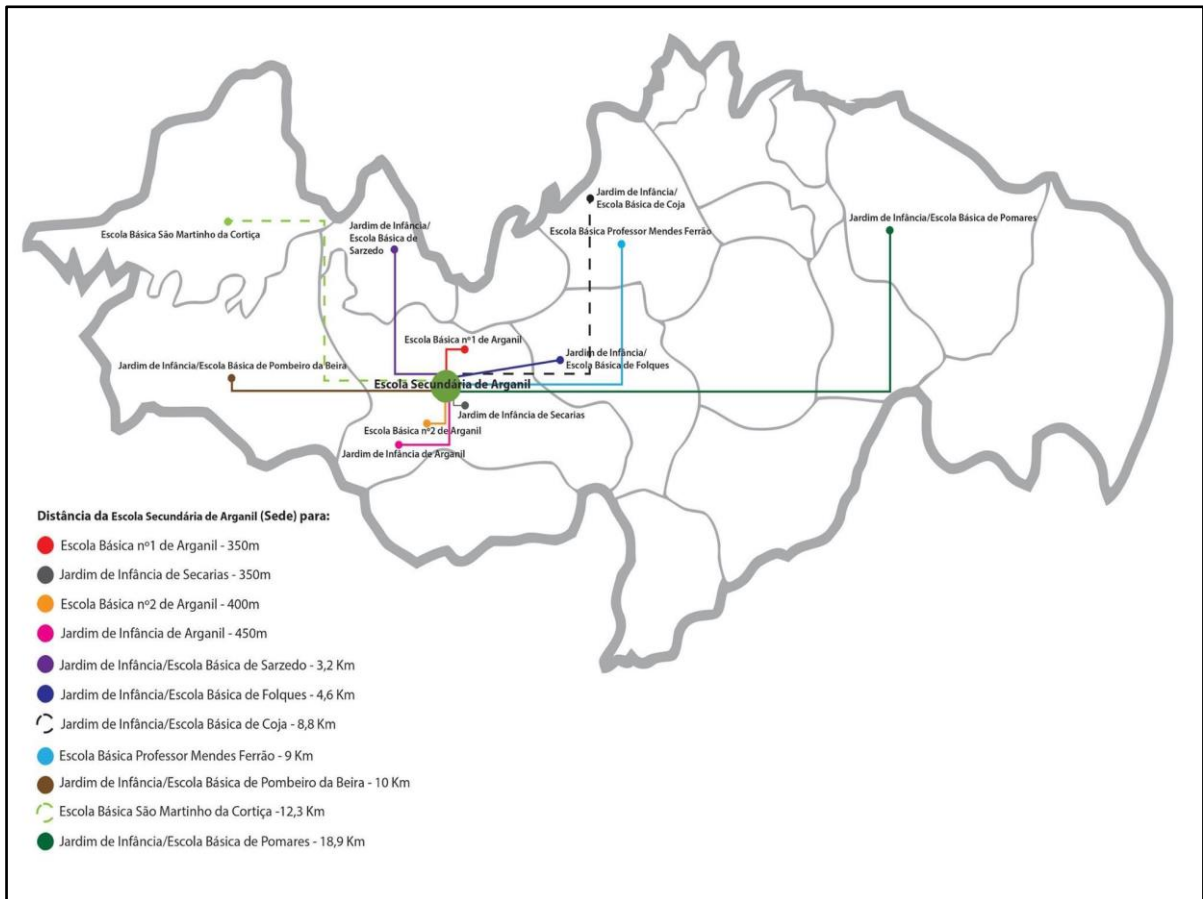 Jardim de Infância/
Escola Básica de Coja
Jardim de Infância/Escola Básica de Pomares
Escola Básica São Martinho da Cortiça
Jardim de Infância/
Escola Básica de
Sarzedo
Escola Básica Professor Mendes Ferrão
Escola Básica nº1 de Arganil
Jardim de Infância/
Escola Básica de Folques
Jardim de Infância/Escola Básica de Pombeiro da Beira
Escola Secundária de Arganil
Jardim de Infância de Secarias
Escola Básica nº2 de Arganil
Jardim de Infância de Arganil
Distância da Escola Secundária de Arganil (Sede) para:
Escola Básica nº1 de Arganil - 350m
Jardim de Infância de Secarias - 350m
Escola Básica nº2 de Arganil - 400m
Jardim de Infância de Arganil - 450m
Jardim de Infância/Escola Básica de Sarzedo - 3,2 Km
Jardim de Infância/Escola Básica de Folques - 4,6 Km
Jardim de Infância/Escola Básica de Coja - 8,8 Km
Escola Básica Professor Mendes Ferrão - 9 Km
Jardim de Infância/Escola Básica de Pombeiro da Beira - 10 Km
Escola Básica São Martinho da Cortiça -12,3 Km
Jardim de Infância/Escola Básica de Pomares - 18,9 Km